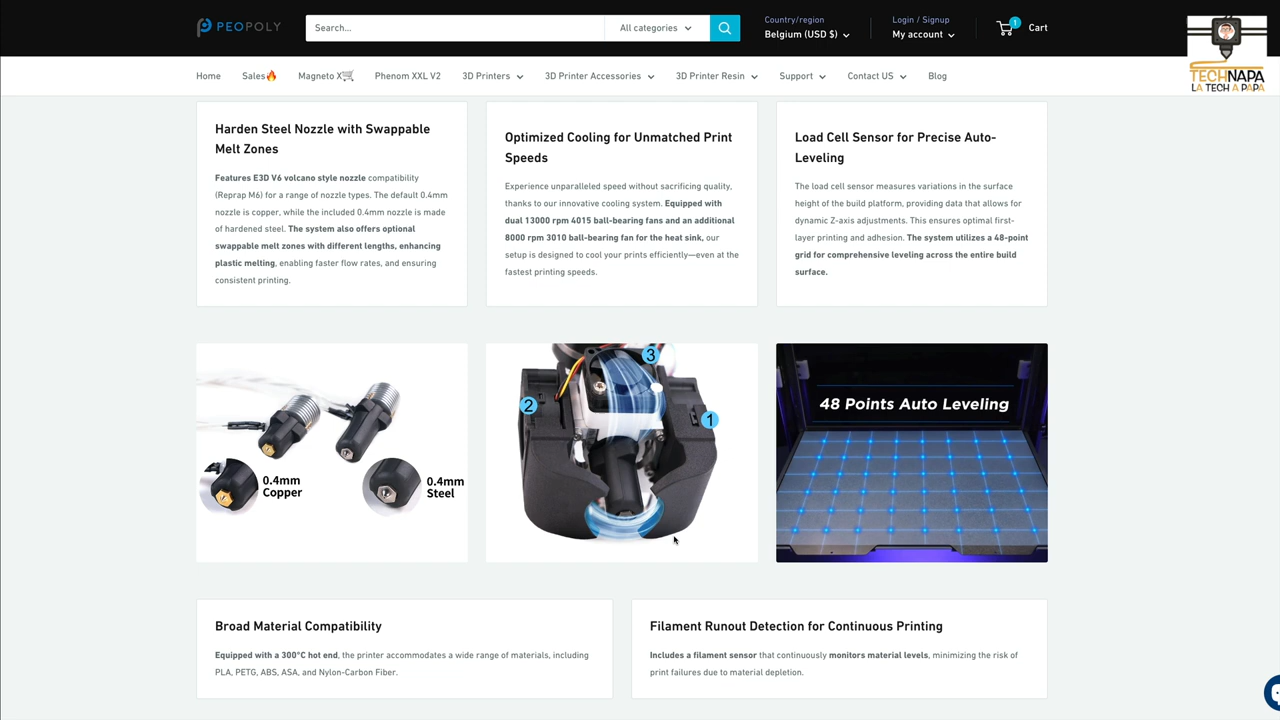 PEOPOLY
Search...
All categories
Country/region
Belgium (USD $)
Login / Signup
My account
1
Cart
TECHNAPA
LA TECH A PAPA
Home
Sales🔥
Magneto X🛒
Phenom XXL V2
3D Printers
3D Printer Accessories
3D Printer Resin
Support
Contact US
Blog
Harden Steel Nozzle with Swappable
Melt Zones
Features E3D V6 volcano style nozzle compatibility
(Reprap M6) for a range of nozzle types. The default 0.4mm
nozzle is copper, while the included 0.4mm nozzle is made
of hardened steel. The system also offers optional
swappable melt zones with different lengths, enhancing
plastic melting, enabling faster flow rates, and ensuring
consistent printing.
Optimized Cooling for Unmatched Print
Speeds
Experience unparalleled speed without sacrificing quality,
thanks to our innovative cooling system. Equipped with
dual 13000 rpm 4015 ball-bearing fans and an additional
8000 rpm 3010 ball-bearing fan for the heat sink, our
setup is designed to cool your prints efficiently—even at the
fastest printing speeds.
Load Cell Sensor for Precise Auto-
Leveling
The load cell sensor measures variations in the surface
height of the build platform, providing data that allows for
dynamic Z-axis adjustments. This ensures optimal first-
layer printing and adhesion. The system utilizes a 48-point
grid for comprehensive leveling across the entire build
surface.
0.4mm
Copper
0.4mm
Steel
3
2
1
48 Points Auto Leveling
Broad Material Compatibility
Equipped with a 300°C hot end, the printer accommodates a wide range of materials, including
PLA, PETG, ABS, ASA, and Nylon-Carbon Fiber.
Filament Runout Detection for Continuous Printing
Includes a filament sensor that continuously monitors material levels, minimizing the risk of
print failures due to material depletion.